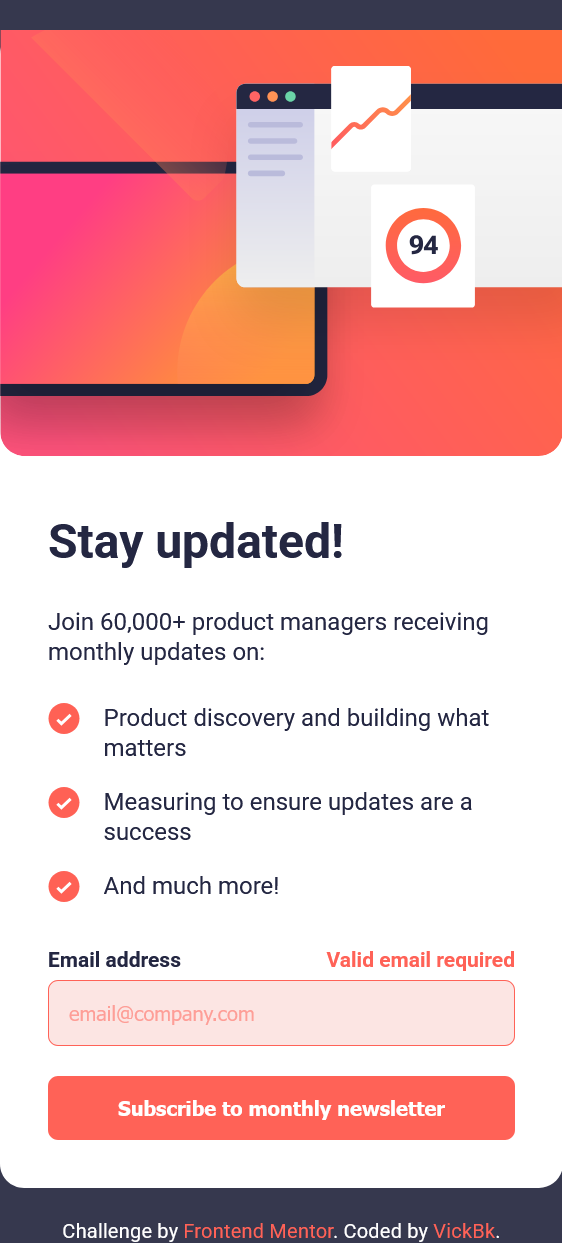 94
Stay updated!
Join 60,000+ product managers receiving
monthly updates on:
Product discovery and building what
matters
Measuring to ensure updates are a
success
And much more!
Email address Valid email required
email@company.com
Subscribe to monthly newsletter
Challenge by Frontend Mentor. Coded by VickBk.